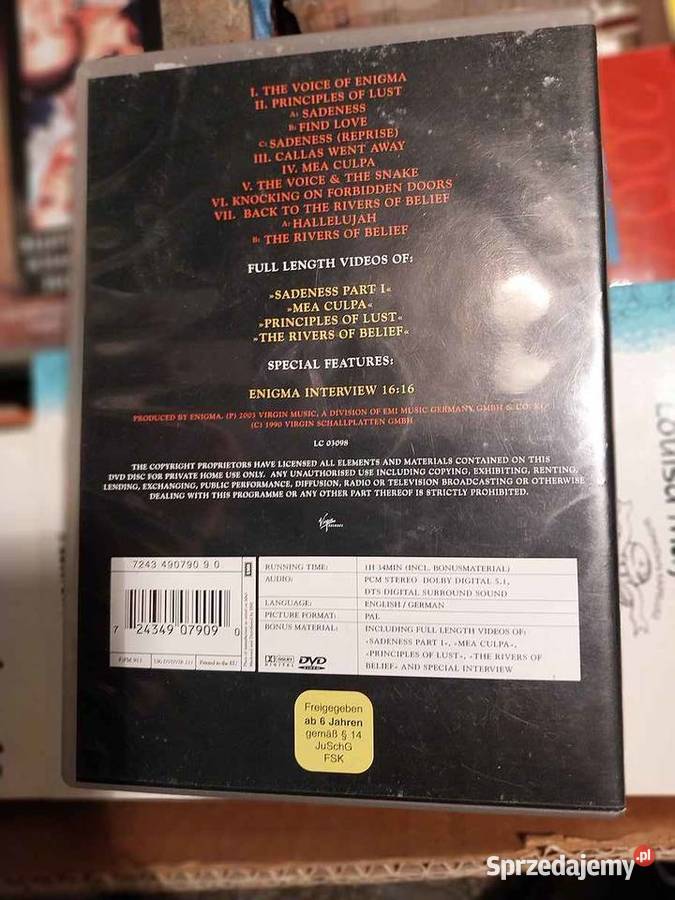 I. THE VOICE OF ENIGMA
II. PRINCIPLES OF LUST
A: SADENESS
B: FIND LOVE
C: SADENESS (REPRISE)
III. CALLAS WENT AWAY
IV. MEA CULPA
V. THE VOICE & THE SNAKE
VI. KNOCKING ON FORBIDDEN DOORS
VII. BACK TO THE RIVERS OF BELIEF
A: HALLELUJAH
B: THE RIVERS OF BELIEF
FULL LENGTH VIDEOS OF:
»SADENESS PART I«
»MEA CULPA«
»PRINCIPLES OF LUST«
»THE RIVERS OF BELIEF«
SPECIAL FEATURES:
ENIGMA INTERVIEW 16:16
PRODUCED BY ENIGMA. (P) 2003 VIRGIN MUSIC, A DIVISION OF EMI MUSIC GERMANY GMBH & CO. KG
(C) 1990 VIRGIN SCHALLPLATTEN GMBH
LC 03098
THE COPYRIGHT PROPRIETORS HAVE LICENSED ALL ELEMENTS AND MATERIALS CONTAINED ON THIS
DVD DISC FOR PRIVATE HOME USE ONLY. ANY UNAUTHORISED USE INCLUDING COPYING, EXHIBITING, RENTING,
LENDING, EXCHANGING, PUBLIC PERFORMANCE, DIFFUSION, RADIO OR TELEVISION BROADCASTING OR OTHERWISE
DEALING WITH THIS PROGRAMME OR ANY OTHER PART THEREOF IS STRICTLY PROHIBITED.
Virgin
7243 490790 9 0
7 24349 07909 0
Printed in the EU
RUNNING TIME: 1H 34MIN (INCL. BONUSMATERIAL)
AUDIO: PCM STEREO DOLBY DIGITAL 5.1,
DTS DIGITAL SURROUND SOUND
LANGUAGE: ENGLISH / GERMAN
PICTURE FORMAT: PAL
BONUS MATERIAL: INCLUDING FULL LENGTH VIDEOS OF:
»SADENESS PART I«, »MEA CULPA«,
»PRINCIPLES OF LUST«, »THE RIVERS OF
BELIEF« AND SPECIAL INTERVIEW
DOLBY
DIGITAL
DVD
VIDEO
Freigegeben
ab 6 Jahren
gemäß § 14
JuSchG
FSK
Louisa May
Sprzedajemy.pl